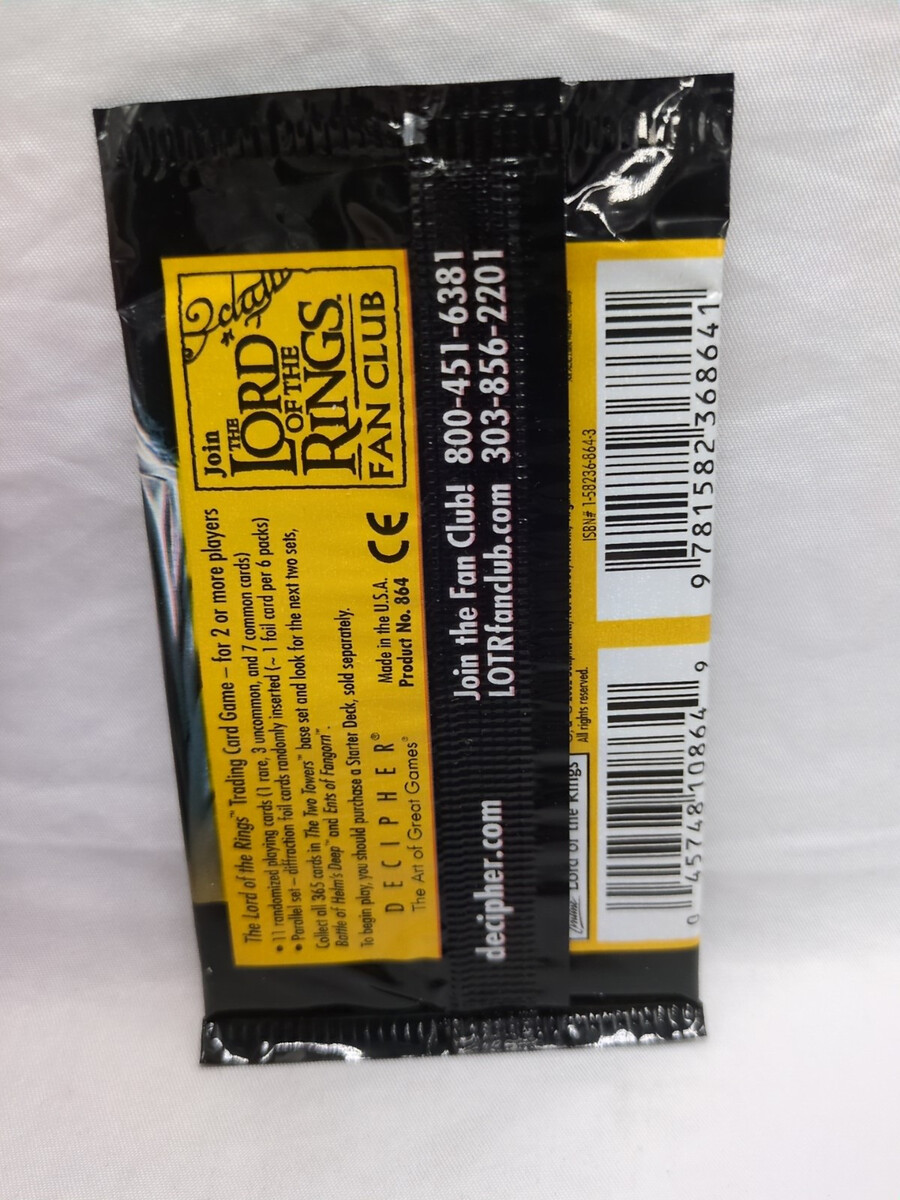 The Lord of the Rings™ Trading Card Game – for 2 or more players
• 11 randomized playing cards (1 rare, 3 uncommon, and 7 common cards)
• Parallel set – diffraction foil cards randomly inserted (~ 1 foil card per 6 packs)
Collect all 365 cards in The Two Towers™ base set and look for the next two sets,
Battle of Helm's Deep™ and Ents of Fangorn™.
To begin play, you should purchase a Starter Deck, sold separately.
DECIPHER®
The Art of Great Games®
Made in the U.S.A.
Product No. 864
CE
Join
THE
LORD
OF THE
RINGS™
FAN CLUB
decipher.com
Join the Fan Club! 800-451-6381
LOTRfanclub.com 303-856-2201
Lord of the Rings
All rights reserved.
ISBN# 1-58236-864-3
0 45748 10864 9
9 781582 368641